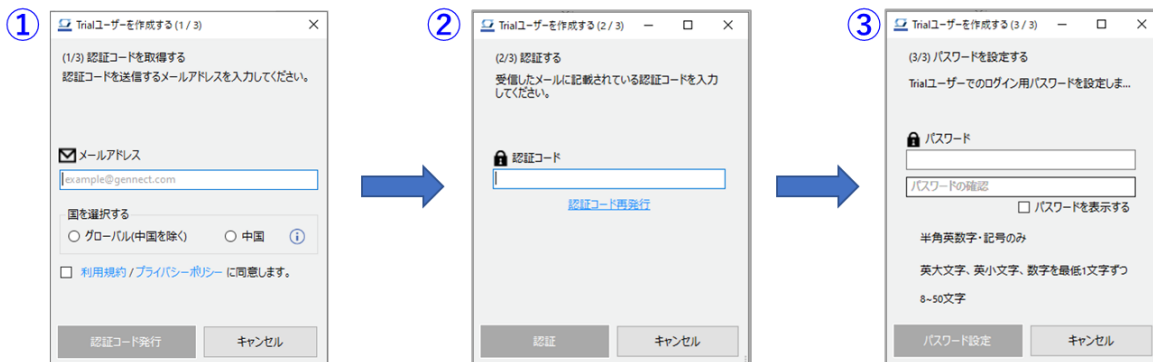 ①
Trialユーザーを作成する(1 / 3)
(1/3) 認証コードを取得する
認証コードを送信するメールアドレスを入力してください。
メールアドレス
example@gennect.com
国を選択する
グローバル(中国を除く)
中国
利用規約 / プライバシーポリシー に同意します。
認証コード発行
キャンセル
②
Trialユーザーを作成する(2 / 3)
(2/3) 認証する
受信したメールに記載されている認証コードを入力
してください。
認証コード
認証コード再発行
認証
キャンセル
③
Trialユーザーを作成する(3 / 3)
(3/3) パスワードを設定する
Trialユーザーでのログイン用パスワードを設定しま...
パスワード
パスワードの確認
パスワードを表示する
半角英数字・記号のみ
英大文字、英小文字、数字を最低1文字ずつ
8~50文字
パスワード設定
キャンセル